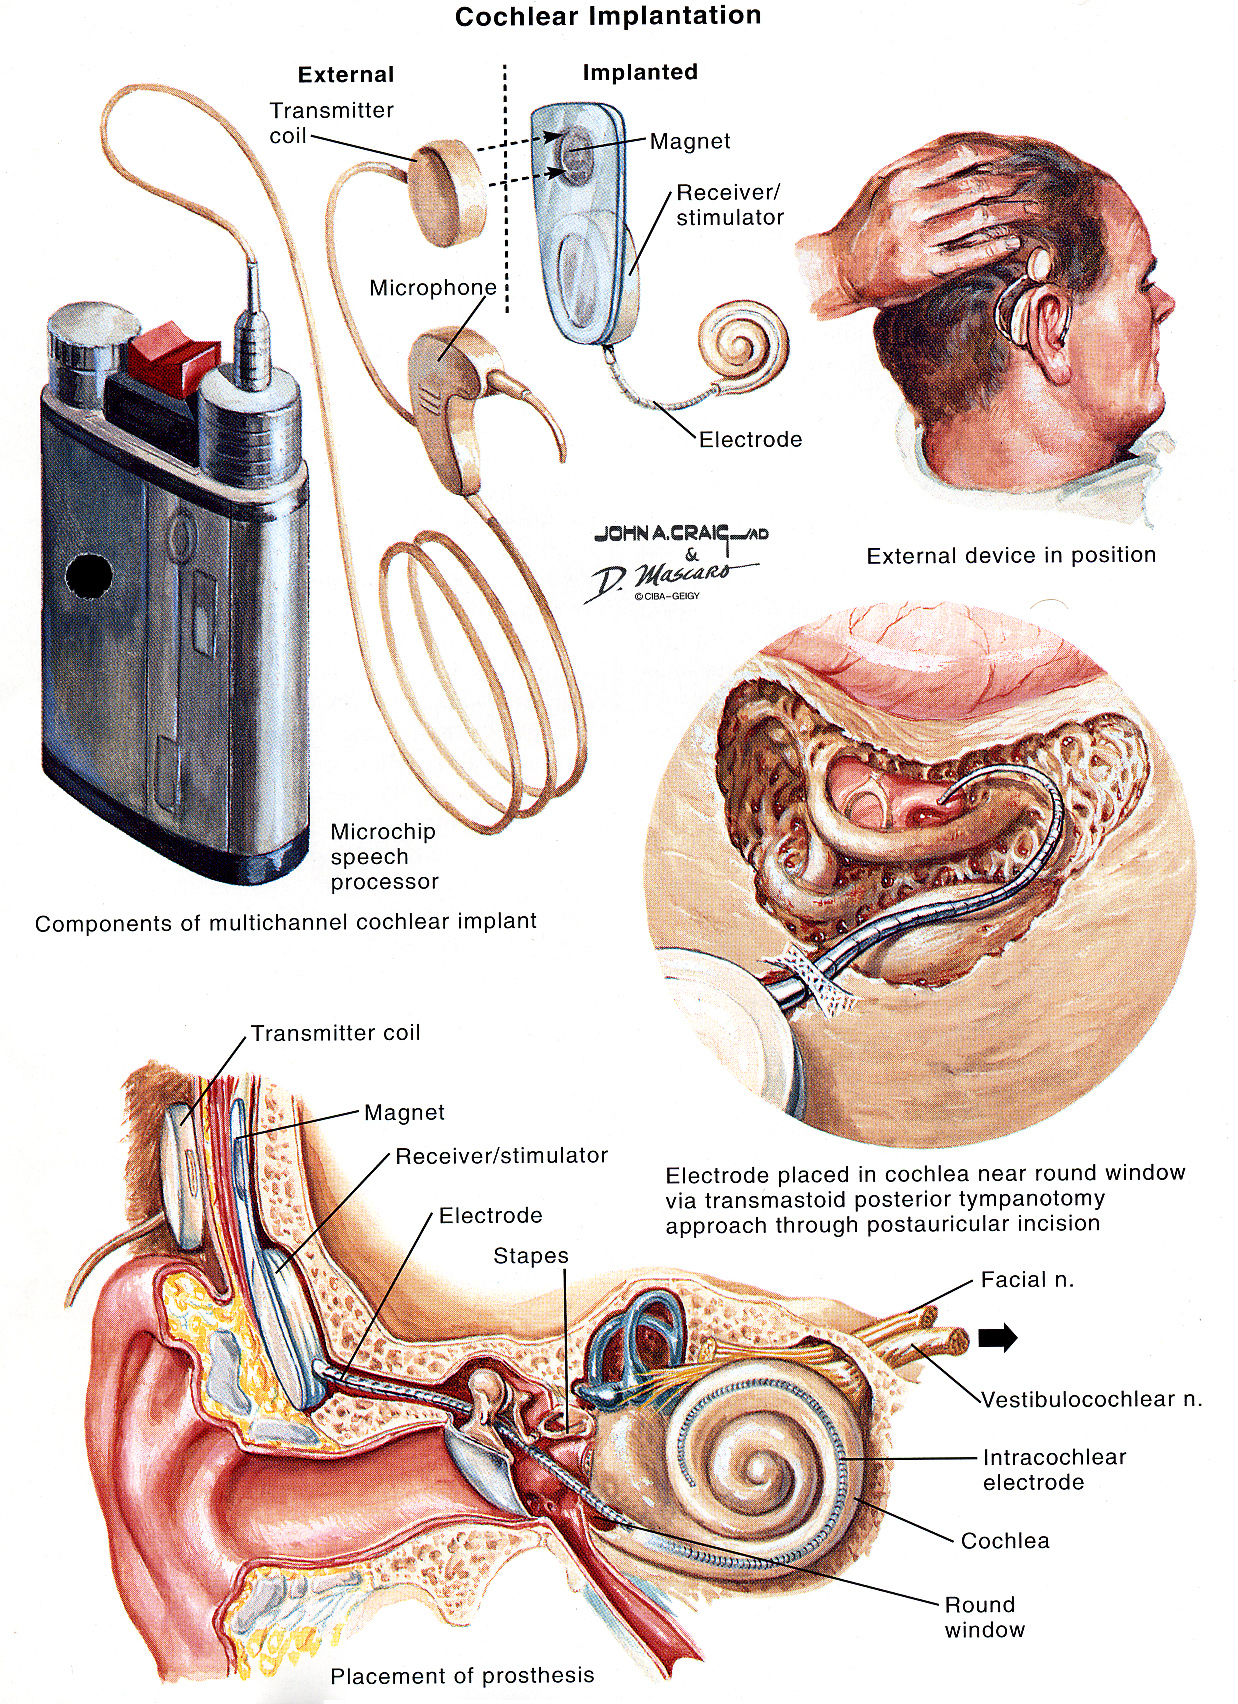 Cochlear Implantation
External
Implanted
Transmitter
coil
Magnet
Receiver/
stimulator
Microphone
Electrode
JOHN A. CRAIG MD
&
D. Mascaro
© CIBA-GEIGY
External device in position
Microchip
speech
processor
Components of multichannel cochlear implant
Electrode placed in cochlea near round window
via transmastoid posterior tympanotomy
approach through postauricular incision
Transmitter coil
Magnet
Receiver/stimulator
Electrode
Stapes
Facial n.
Vestibulocochlear n.
Intracochlear
electrode
Cochlea
Round
window
Placement of prosthesis